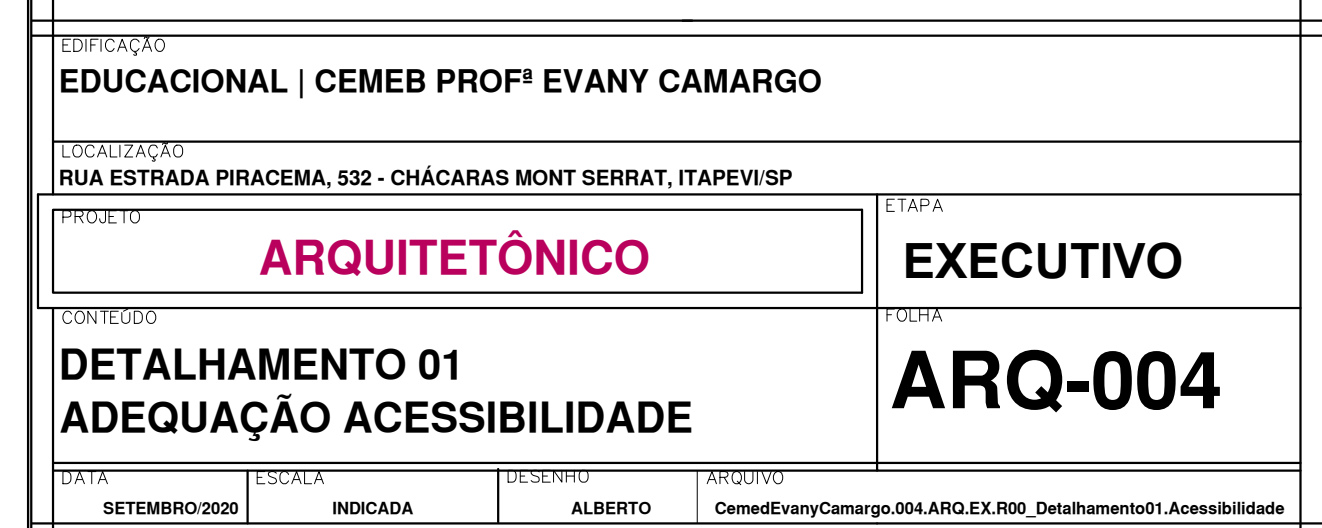 EDIFICAÇÃO
EDUCACIONAL | CEMEB PROFª EVANY CAMARGO
LOCALIZAÇÃO
RUA ESTRADA PIRACEMA, 532 - CHÁCARAS MONT SERRAT, ITAPEVI/SP
PROJETO
ARQUITETÔNICO
ETAPA
EXECUTIVO
CONTEÚDO
DETALHAMENTO 01
ADEQUAÇÃO ACESSIBILIDADE
FOLHA
ARQ-004
DATA
SETEMBRO/2020
ESCALA
INDICADA
DESENHO
ALBERTO
ARQUIVO
CemedEvanyCamargo.004.ARQ.EX.R00_Detalhamento01.Acessibilidade